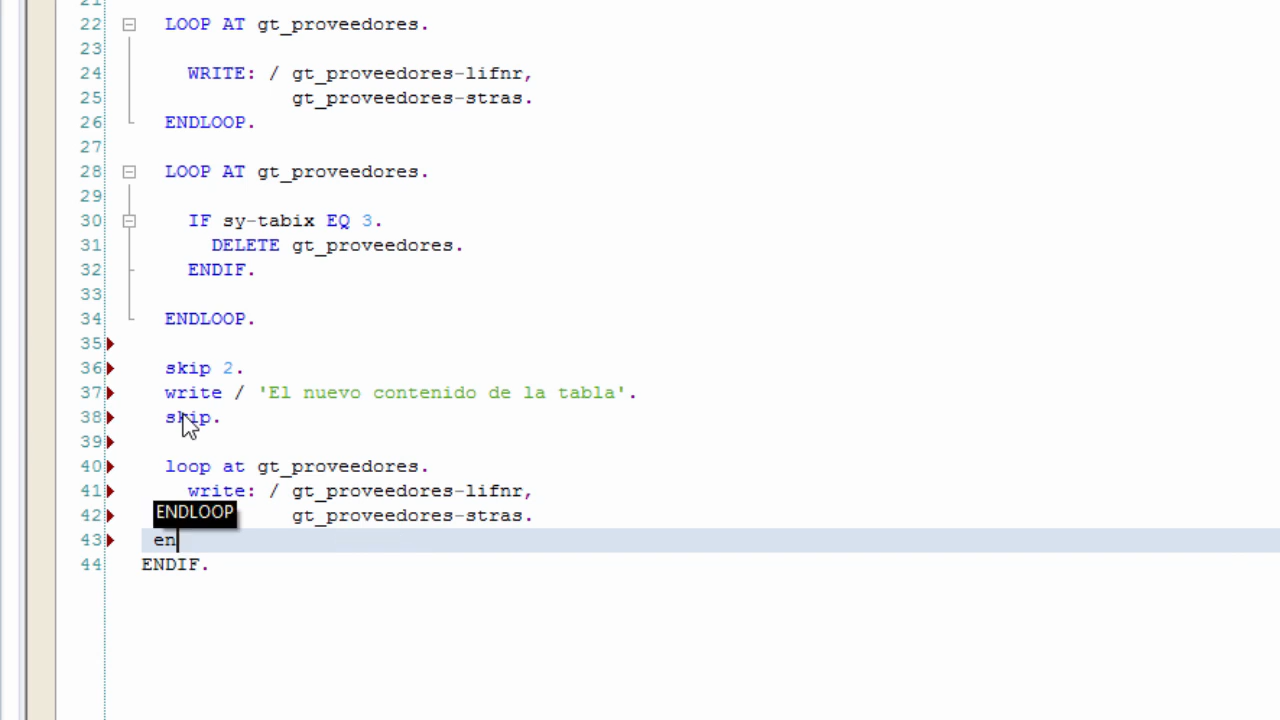 21
22 LOOP AT gt_proveedores.
23
24 WRITE: / gt_proveedores-lifnr,
25 gt_proveedores-stras.
26 ENDLOOP.
27
28 LOOP AT gt_proveedores.
29
30 IF sy-tabix EQ 3.
31 DELETE gt_proveedores.
32 ENDIF.
33
34 ENDLOOP.
35
36 skip 2.
37 write / 'El nuevo contenido de la tabla'.
38 skip.
39
40 loop at gt_proveedores.
41 write: / gt_proveedores-lifnr,
ENDLOOP
42 gt_proveedores-stras.
43 en
44 ENDIF.